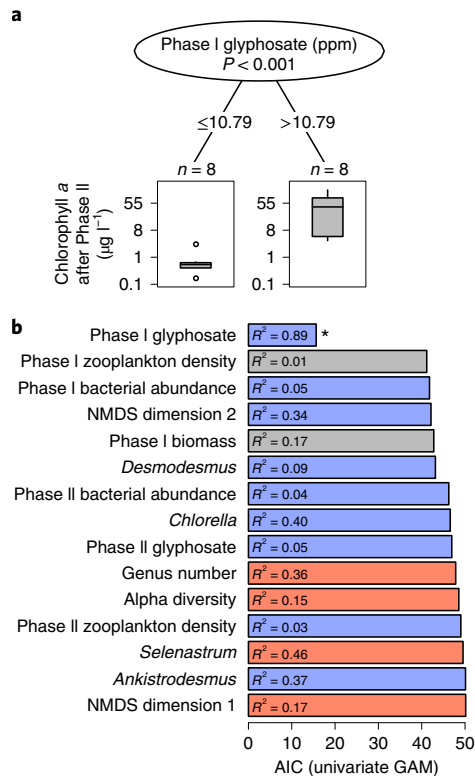 a
Phase I glyphosate (ppm)
P < 0.001
≤10.79 >10.79
n = 8 n = 8
Chlorophyll a
after Phase II
(µg l⁻¹)
55 55
8 8
1 1
0.1 0.1
b
Phase I glyphosate R² = 0.89 *
Phase I zooplankton density R² = 0.01
Phase I bacterial abundance R² = 0.05
NMDS dimension 2 R² = 0.34
Phase I biomass R² = 0.17
Desmodesmus R² = 0.09
Phase II bacterial abundance R² = 0.04
Chlorella R² = 0.40
Phase II glyphosate R² = 0.05
Genus number R² = 0.36
Alpha diversity R² = 0.15
Phase II zooplankton density R² = 0.03
Selenastrum R² = 0.46
Ankistrodesmus R² = 0.37
NMDS dimension 1 R² = 0.17
0 10 20 30 40 50
AIC (univariate GAM)